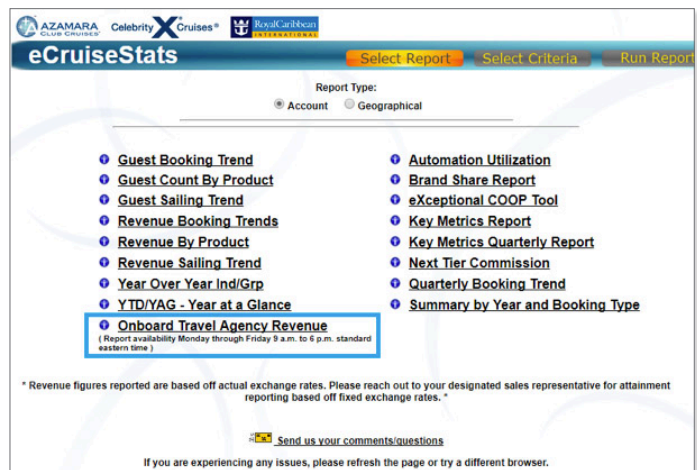 AZAMARA
CLUB CRUISES®
Celebrity X Cruises®
RoyalCaribbean
INTERNATIONAL
eCruiseStats
Select Report
Select Criteria
Run Report
Report Type:
Account Geographical
Guest Booking Trend
Guest Count By Product
Guest Sailing Trend
Revenue Booking Trends
Revenue By Product
Revenue Sailing Trend
Year Over Year Ind/Grp
YTD/YAG - Year at a Glance
Onboard Travel Agency Revenue
( Report availability Monday through Friday 9 a.m. to 6 p.m. standard
eastern time )
Automation Utilization
Brand Share Report
eXceptional COOP Tool
Key Metrics Report
Key Metrics Quarterly Report
Next Tier Commission
Quarterly Booking Trend
Summary by Year and Booking Type
* Revenue figures reported are based off actual exchange rates. Please reach out to your designated sales representative for attainment
reporting based off fixed exchange rates. *
Send us your comments/questions
If you are experiencing any issues, please refresh the page or try a different browser.